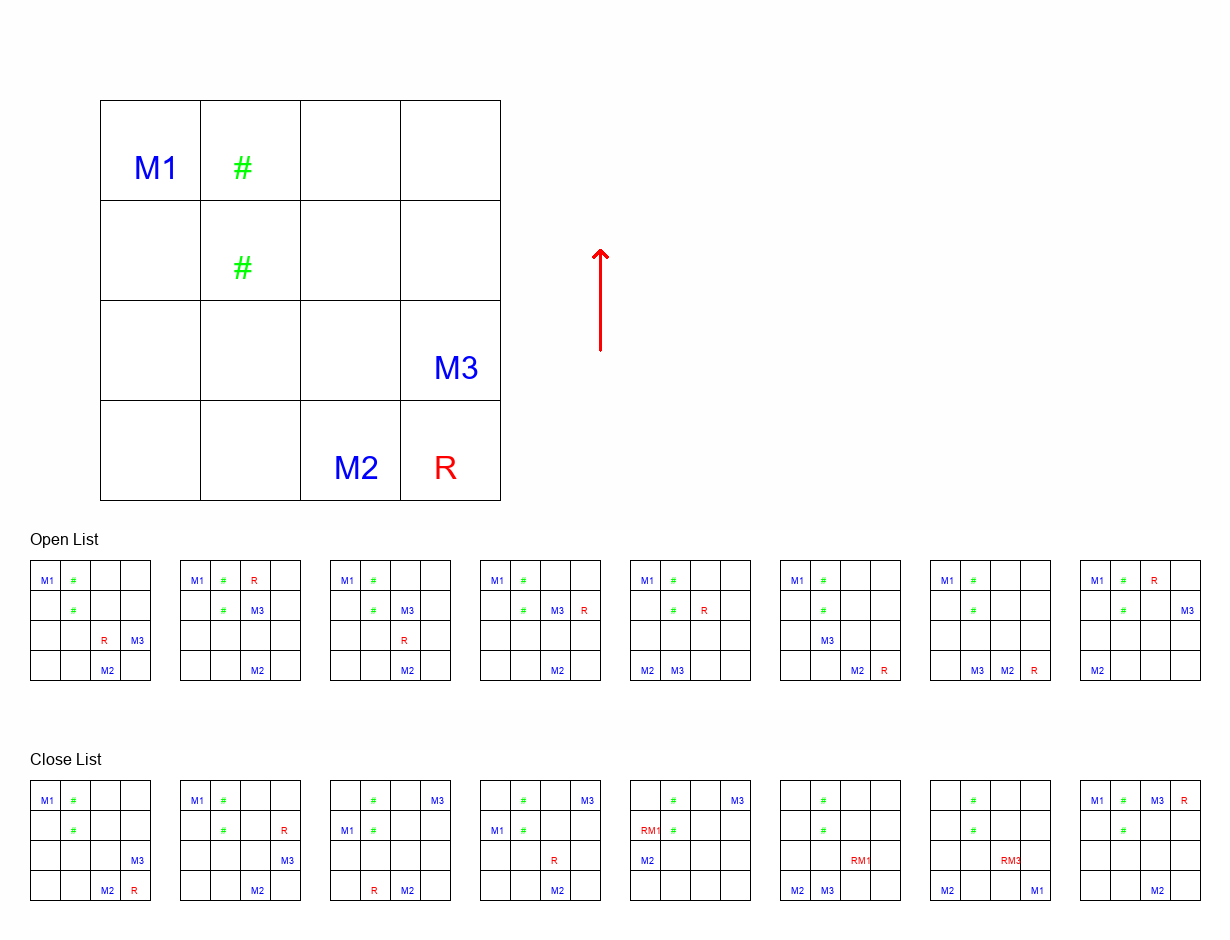 M1 #
#
M3
M2 R
Open List
M1 # M1 # R M1 # M1 # M1 # M1 # M1 # M1 # R
# # M3 # M3 # M3 R # R # # # M3
R M3 R M3
M2 M2 M2 M2 M2 M3 M2 R M3 M2 R M2
Close List
M1 # M1 # # M3 # M3 # M3 # # M1 # M3 R
# # R M1 # M1 # RM1 # # # #
M3 M3 R M2 RM1 RM3
M2 R M2 R M2 M2 M2 M3 M2 M1 M2